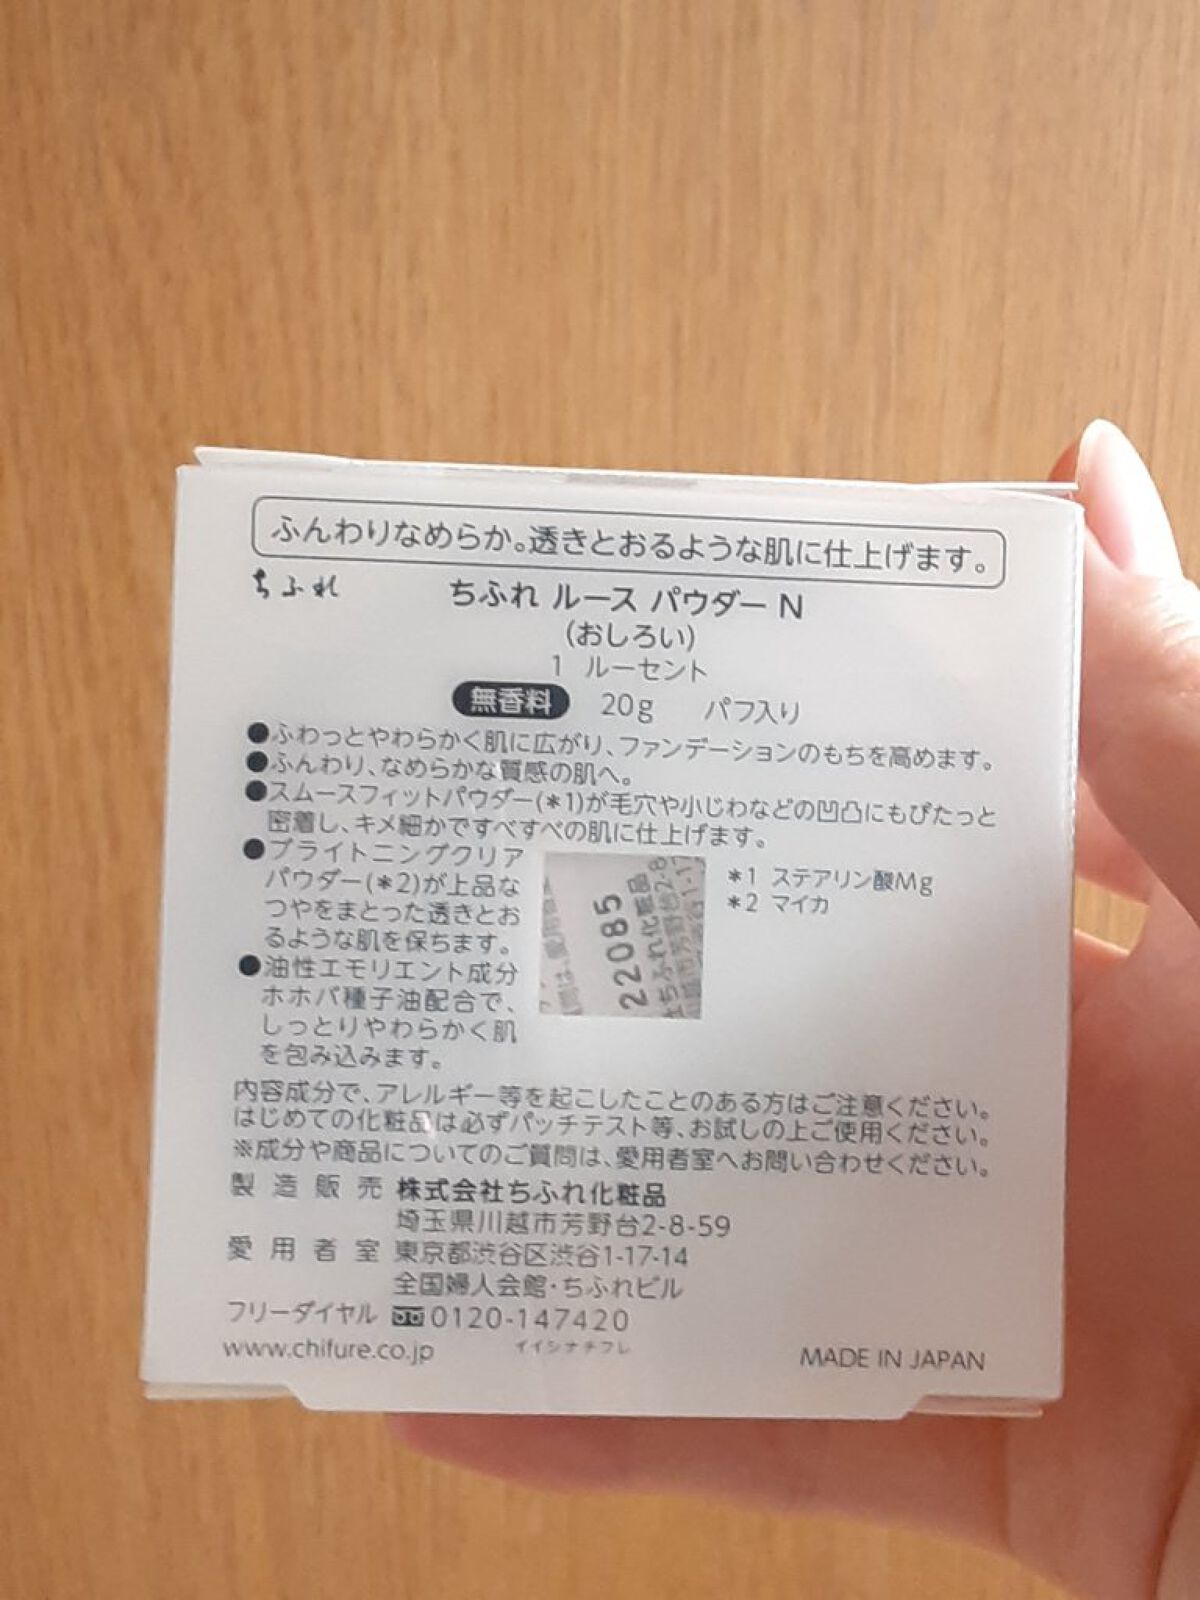 ふんわりなめらか。透きとおるような肌に仕上げます。
ちふれ
ちふれ ルース パウダー N
(おしろい)
1 ルーセント
無香料 20g パフ入り
●ふわっとやわらかく肌に広がり、ファンデーションのもちを高めます。
●ふんわり、なめらかな質感の肌へ。
●スムースフィットパウダー(*1)が毛穴や小じわなどの凹凸にもぴたっと
密着し、キメ細かですべすべの肌に仕上げます。
●ブライトニングクリア
パウダー(*2)が上品な
つやをまとった透きとお
るような肌を保ちます。
●油性エモリエント成分
ホホバ種子油配合で、
しっとりやわらかく肌
を包み込みます。
*1 ステアリン酸Mg
*2 マイカ
22085
ちふれ化粧品
内容成分で、アレルギー等を起こしたことのある方はご注意ください。
はじめての化粧品は必ずパッチテスト等、お試しの上ご使用ください。
※成分や商品についてのご質問は、愛用者室へお問い合わせください。
製造販売 株式会社ちふれ化粧品
埼玉県川越市芳野台2-8-59
愛用者室 東京都渋谷区渋谷1-17-14
全国婦人会館・ちふれビル
フリーダイヤル 0120-147420
イイシナチフレ
www.chifure.co.jp
MADE IN JAPAN